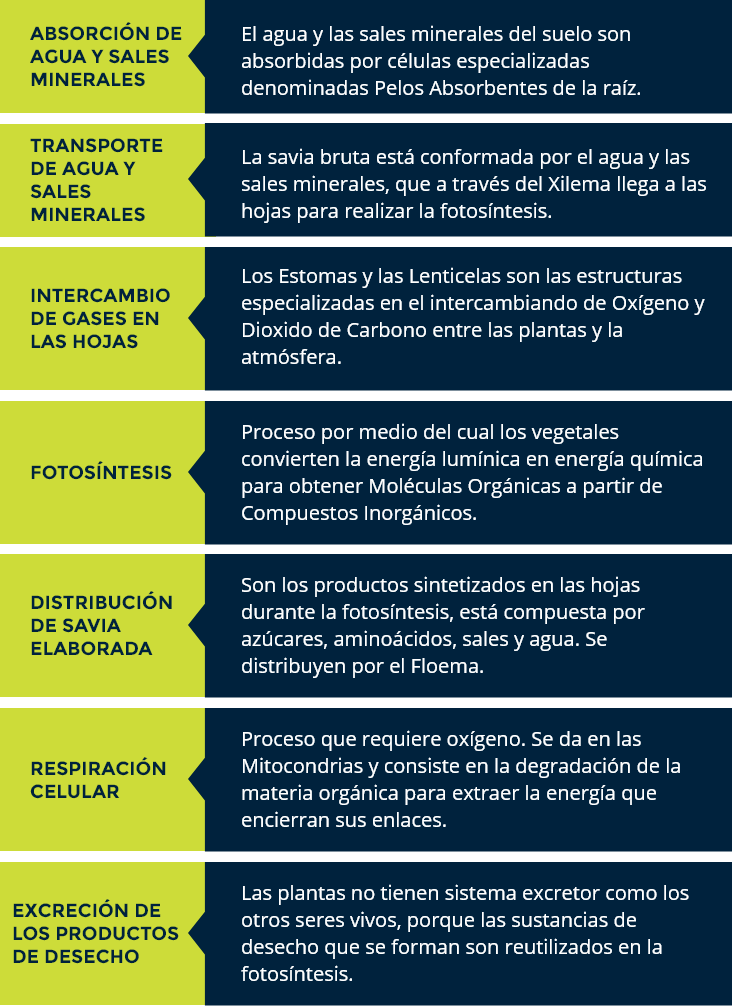 ABSORCIÓN DE
AGUA Y SALES
MINERALES
El agua y las sales minerales del suelo son
absorbidas por células especializadas
denominadas Pelos Absorbentes de la raíz.
TRANSPORTE
DE AGUA Y
SALES
MINERALES
La savia bruta está conformada por el agua y las
sales minerales, que a través del Xilema llega a las
hojas para realizar la fotosíntesis.
INTERCAMBIO
DE GASES EN
LAS HOJAS
Los Estomas y las Lenticelas son las estructuras
especializadas en el intercambiando de Oxígeno y
Dioxido de Carbono entre las plantas y la
atmósfera.
FOTOSÍNTESIS
Proceso por medio del cual los vegetales
convierten la energía lumínica en energía química
para obtener Moléculas Orgánicas a partir de
Compuestos Inorgánicos.
DISTRIBUCIÓN
DE SAVIA
ELABORADA
Son los productos sintetizados en las hojas
durante la fotosíntesis, está compuesta por
azúcares, aminoácidos, sales y agua. Se
distribuyen por el Floema.
RESPIRACIÓN
CELULAR
Proceso que requiere oxígeno. Se da en las
Mitocondrias y consiste en la degradación de la
materia orgánica para extraer la energía que
encierran sus enlaces.
EXCRECIÓN DE
LOS PRODUCTOS
DE DESECHO
Las plantas no tienen sistema excretor como los
otros seres vivos, porque las sustancias de
desecho que se forman son reutilizados en la
fotosíntesis.